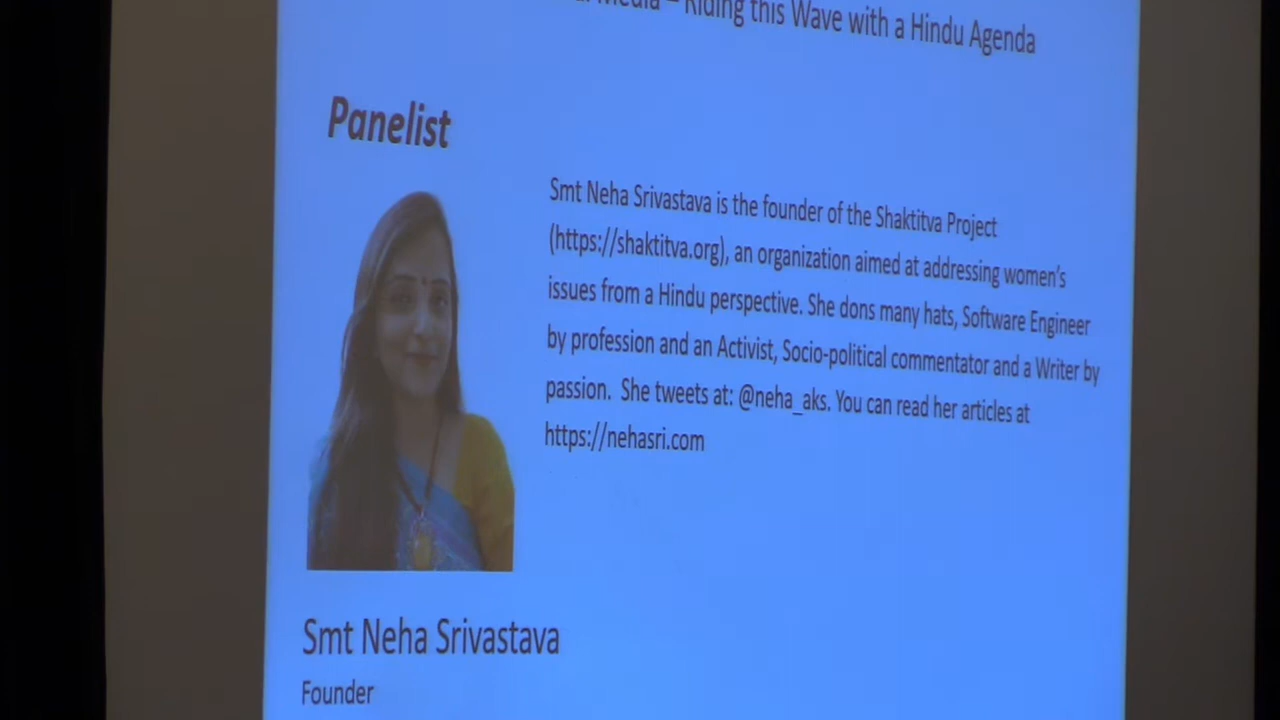 Media – Riding this Wave with a Hindu Agenda
Panelist
Smt Neha Srivastava is the founder of the Shaktitva Project
(https://shaktitva.org), an organization aimed at addressing women's
issues from a Hindu perspective. She dons many hats, Software Engineer
by profession and an Activist, Socio-political commentator and a Writer by
passion. She tweets at: @neha_aks. You can read her articles at
https://nehasri.com
Smt Neha Srivastava
Founder